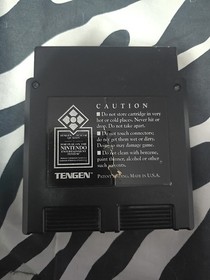 CAUTION
■ Do not store cartridge in very
hot or cold places. Never hit or
drop. Do not take apart.
■ Do not touch connectors;
do not get them wet or dirty.
Doing so may damage game.
■ Do not clean with benzene,
paint thinner, alcohol or other
such solvents.
NINTENDO
TENGEN
MADE IN U.S.A.